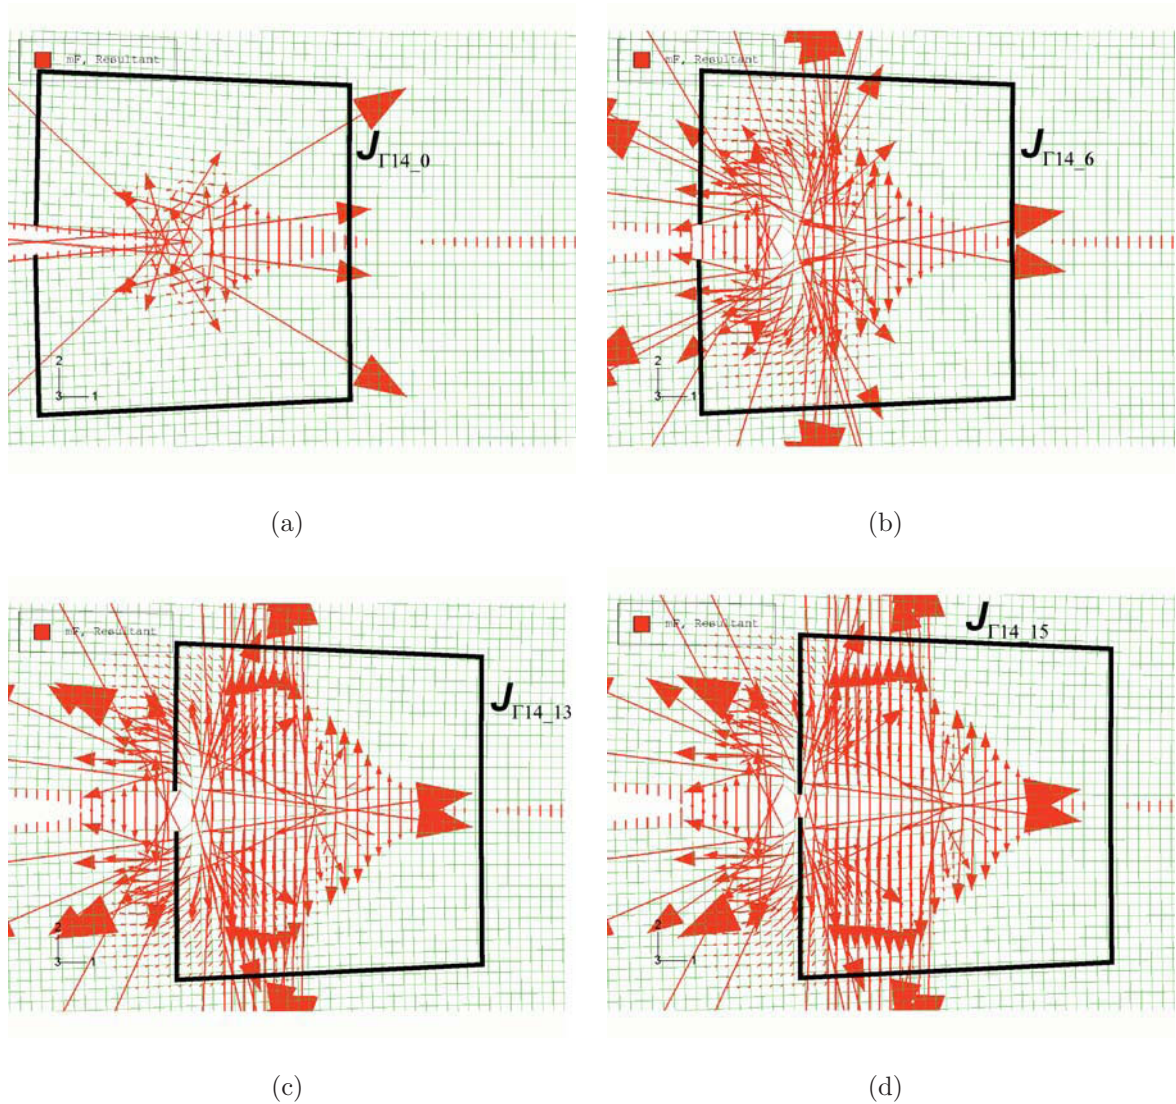 mF, Resultant
J Γ14_0
2
3 1
(a)
mF, Resultant
J Γ14_6
2
3 1
(b)
mF, Resultant
J Γ14_13
2
3 1
(c)
mF, Resultant
J Γ14_15
2
3 1
(d)